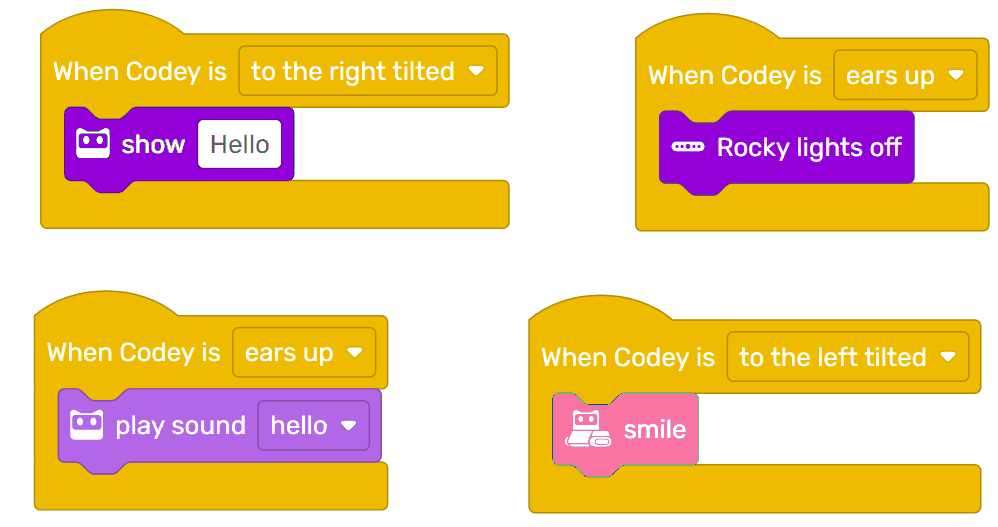 When Codey is to the right tilted
show Hello
When Codey is ears up
Rocky lights off
When Codey is ears up
play sound hello
When Codey is to the left tilted
smile